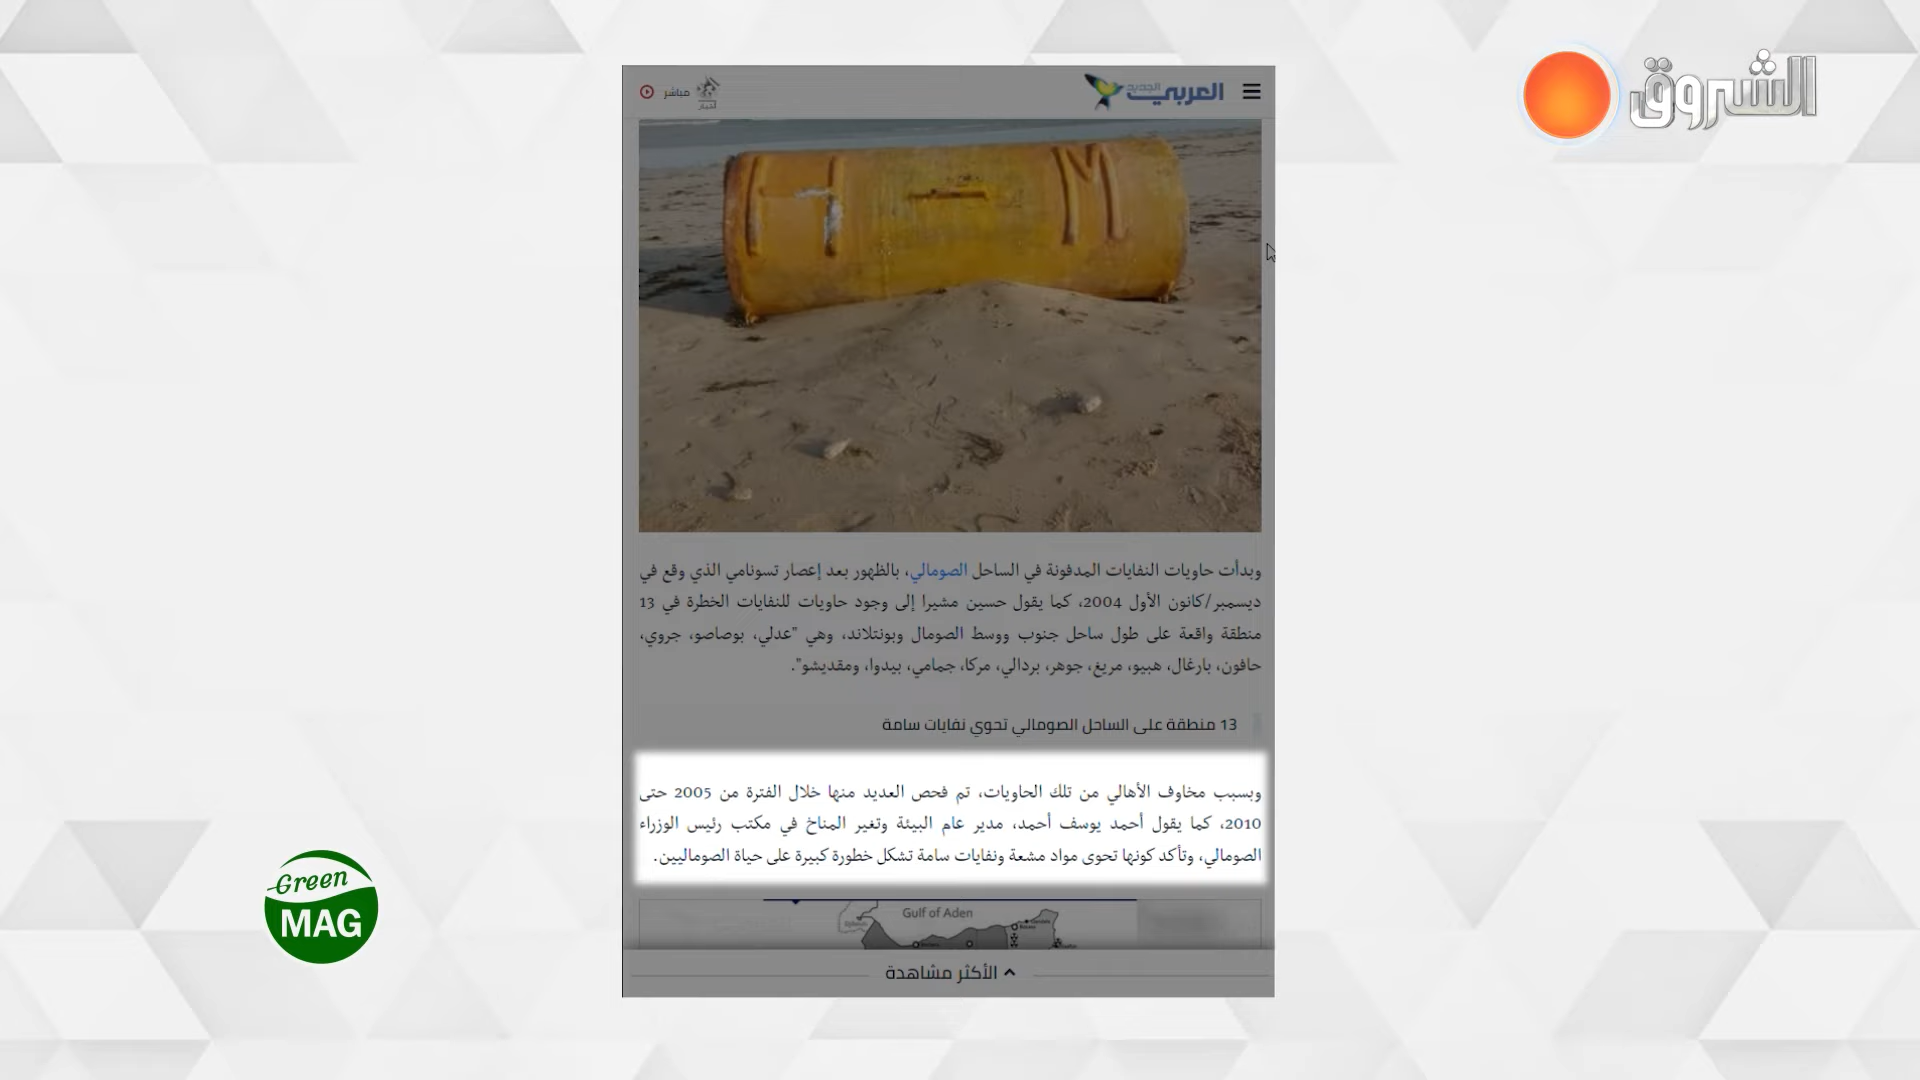 الشروق
العربي الجديد
مباشر
أخبار
H - M
وبدأت حاويات النفايات المدفونة في الساحل الصومالي، بالظهور بعد إعصار تسونامي الذي وقع في
ديسمبر/كانون الأول 2004، كما يقول حسين مشيرا إلى وجود حاويات للنفايات الخطرة في 13
منطقة واقعة على طول ساحل جنوب ووسط الصومال وبونتلاند، وهي "عدلي، بوصاصو، جروي،
حافون، بارغال، هبيو، مريغ، جوهر، بردالي، مركا، جمامي، بيدوا، ومقديشو".
13 منطقة على الساحل الصومالي تحوي نفايات سامة
وبسبب مخاوف الأهالي من تلك الحاويات، تم فحص العديد منها خلال الفترة من 2005 حتى
2010، كما يقول أحمد يوسف أحمد، مدير عام البيئة وتغير المناخ في مكتب رئيس الوزراء
الصومالي، وتأكد كونها تحوى مواد مشعة ونفايات سامة تشكل خطورة كبيرة على حياة الصوماليين.
Gulf of Aden
الأكثر مشاهدة
Green
MAG